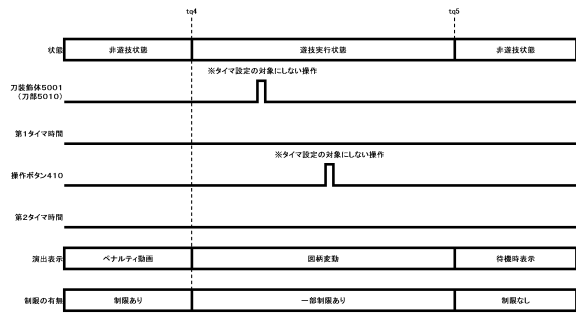 tq4
tq5
状態
非遊技状態
遊技実行状態
非遊技状態
※タイマ設定の対象にしない操作
刀装飾体5001
（刀部5010）
第1タイマ時間
※タイマ設定の対象にしない操作
操作ボタン410
第2タイマ時間
演出表示
ペナルティ動画
図柄変動
待機時表示
制限の有無
制限あり
一部制限あり
制限なし